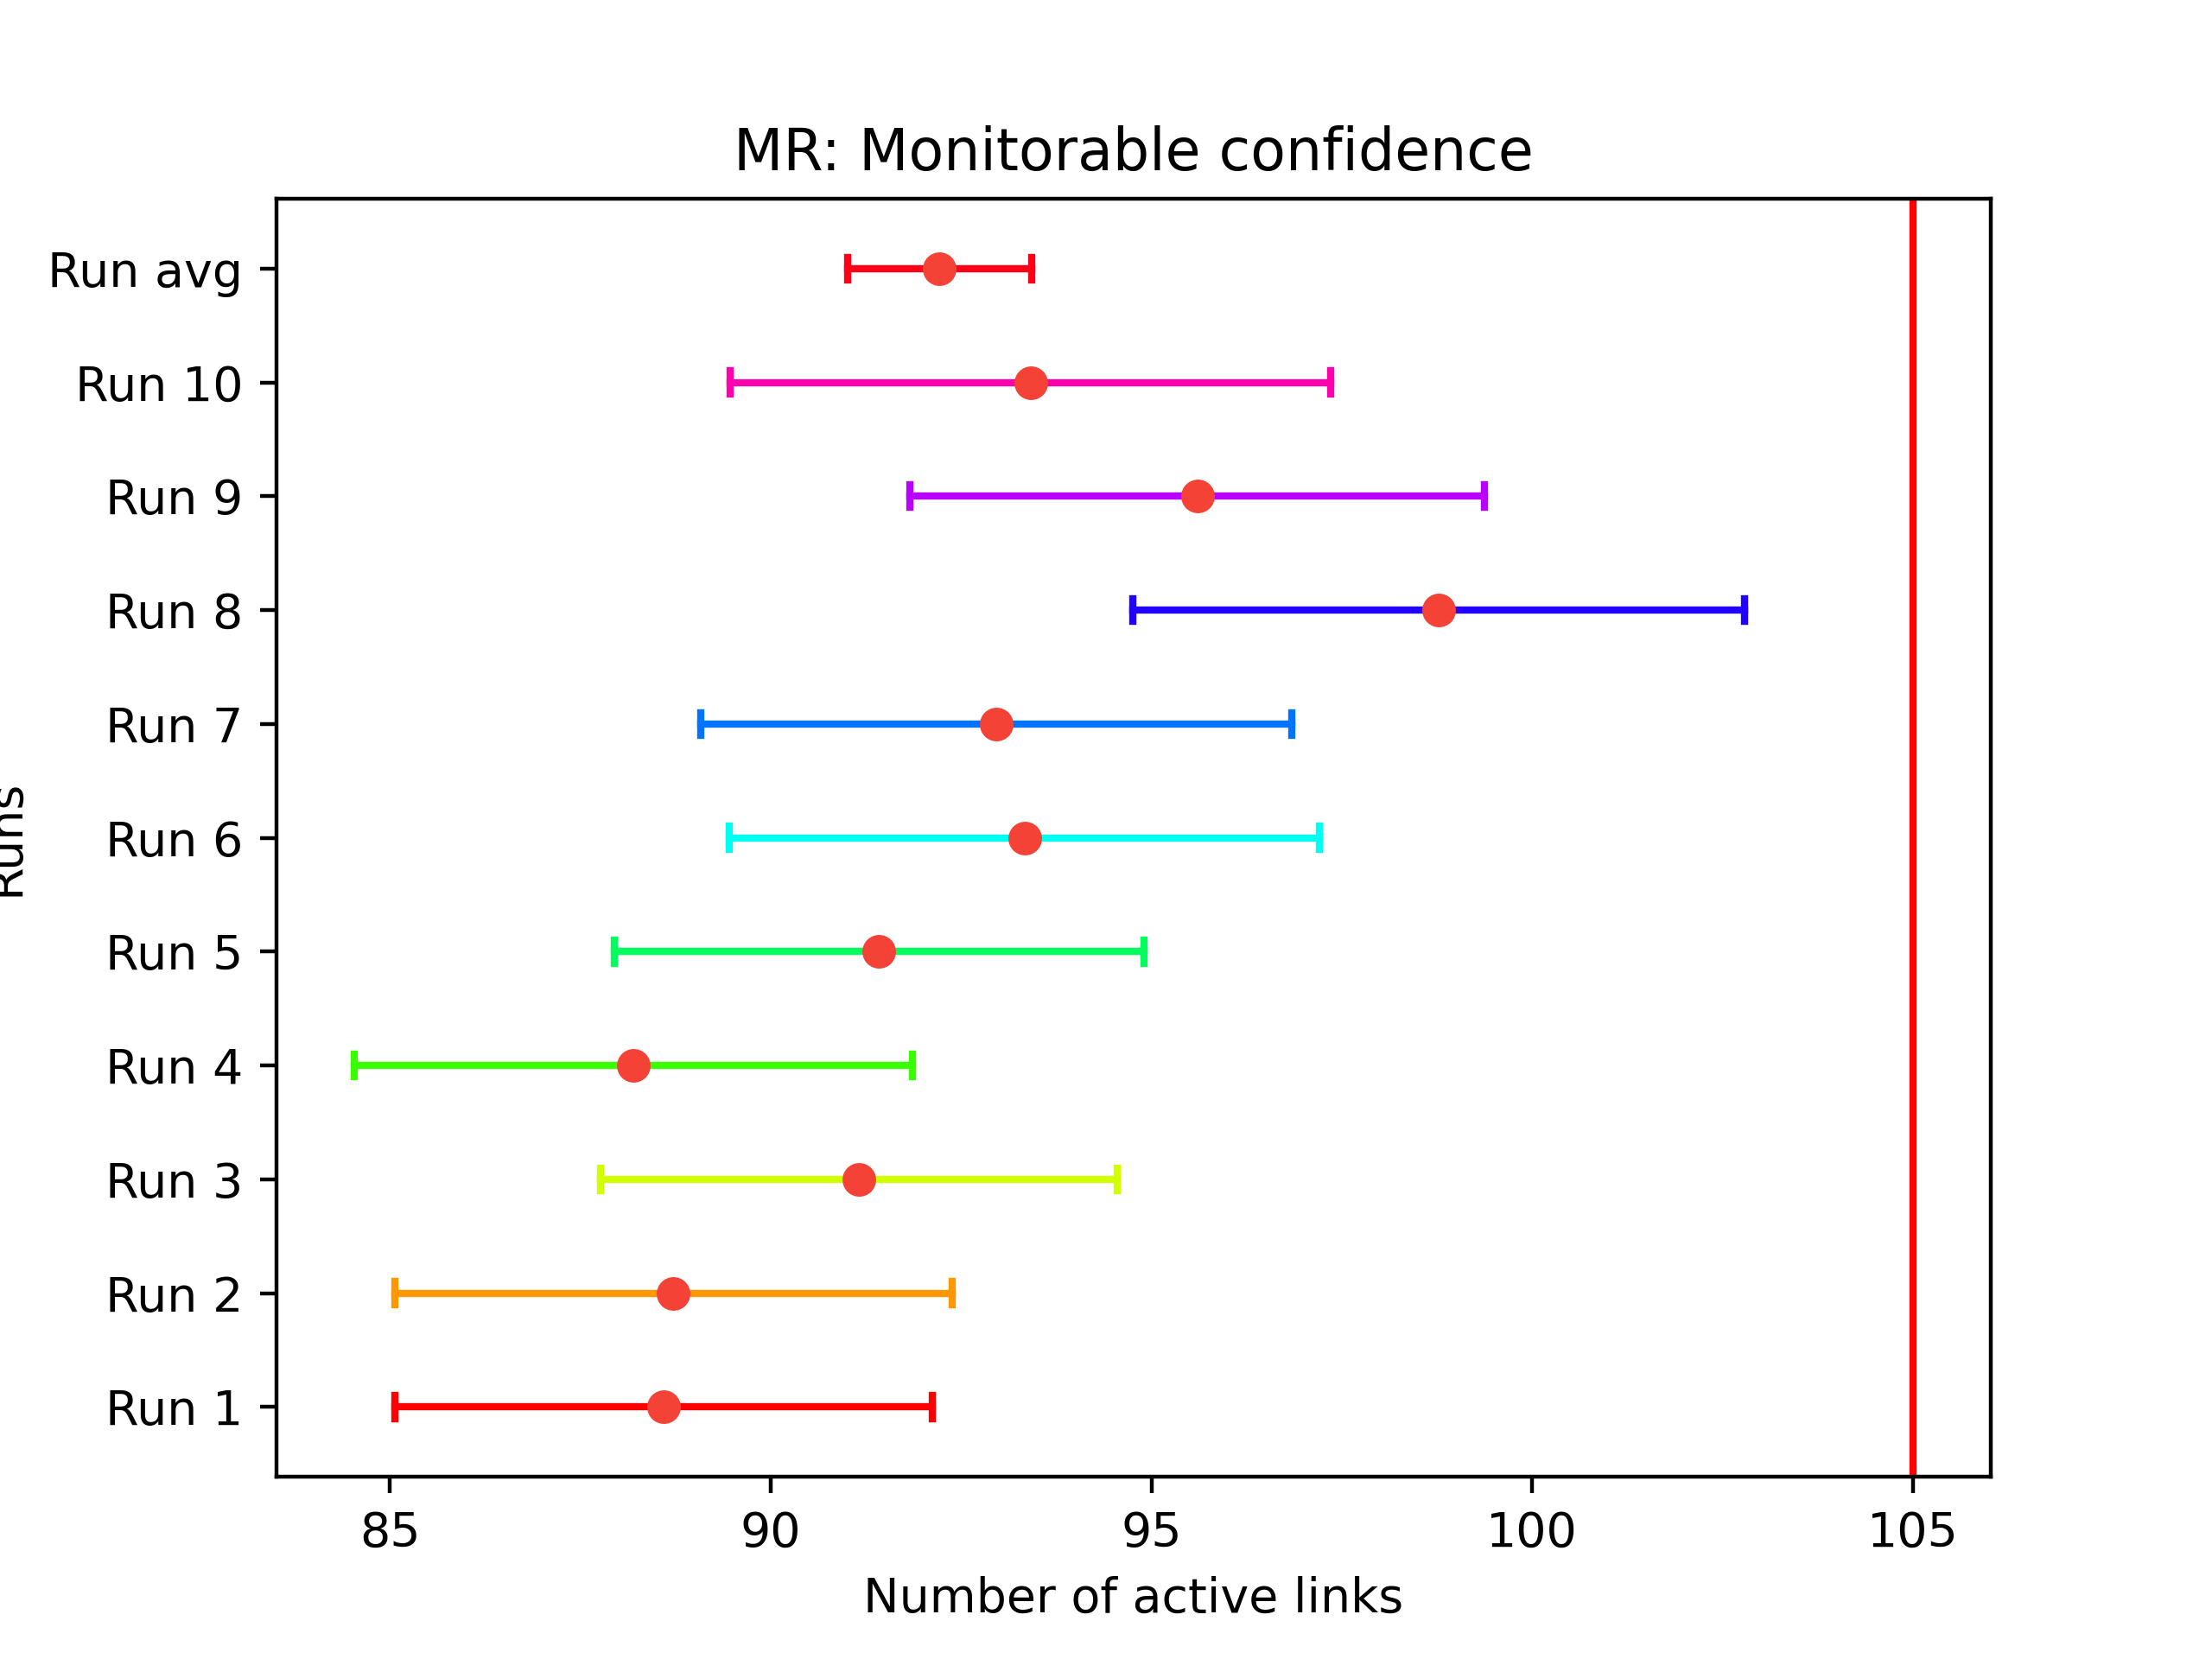 MR: Monitorable confidence
Run avg
Run 10
Run 9
Run 8
Run 7
Run 6
Runs
Run 5
Run 4
Run 3
Run 2
Run 1
85 90 95 100 105
Number of active links